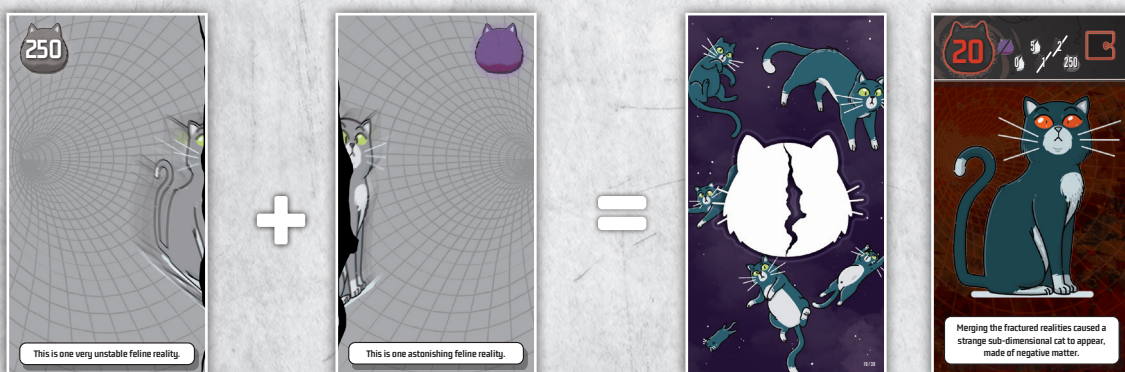 250
This is one very unstable feline reality.
+
This is one astonishing feline reality.
=
20
0
5
1
2
250
Merging the fractured realities caused a
strange sub-dimensional cat to appear,
made of negative matter.